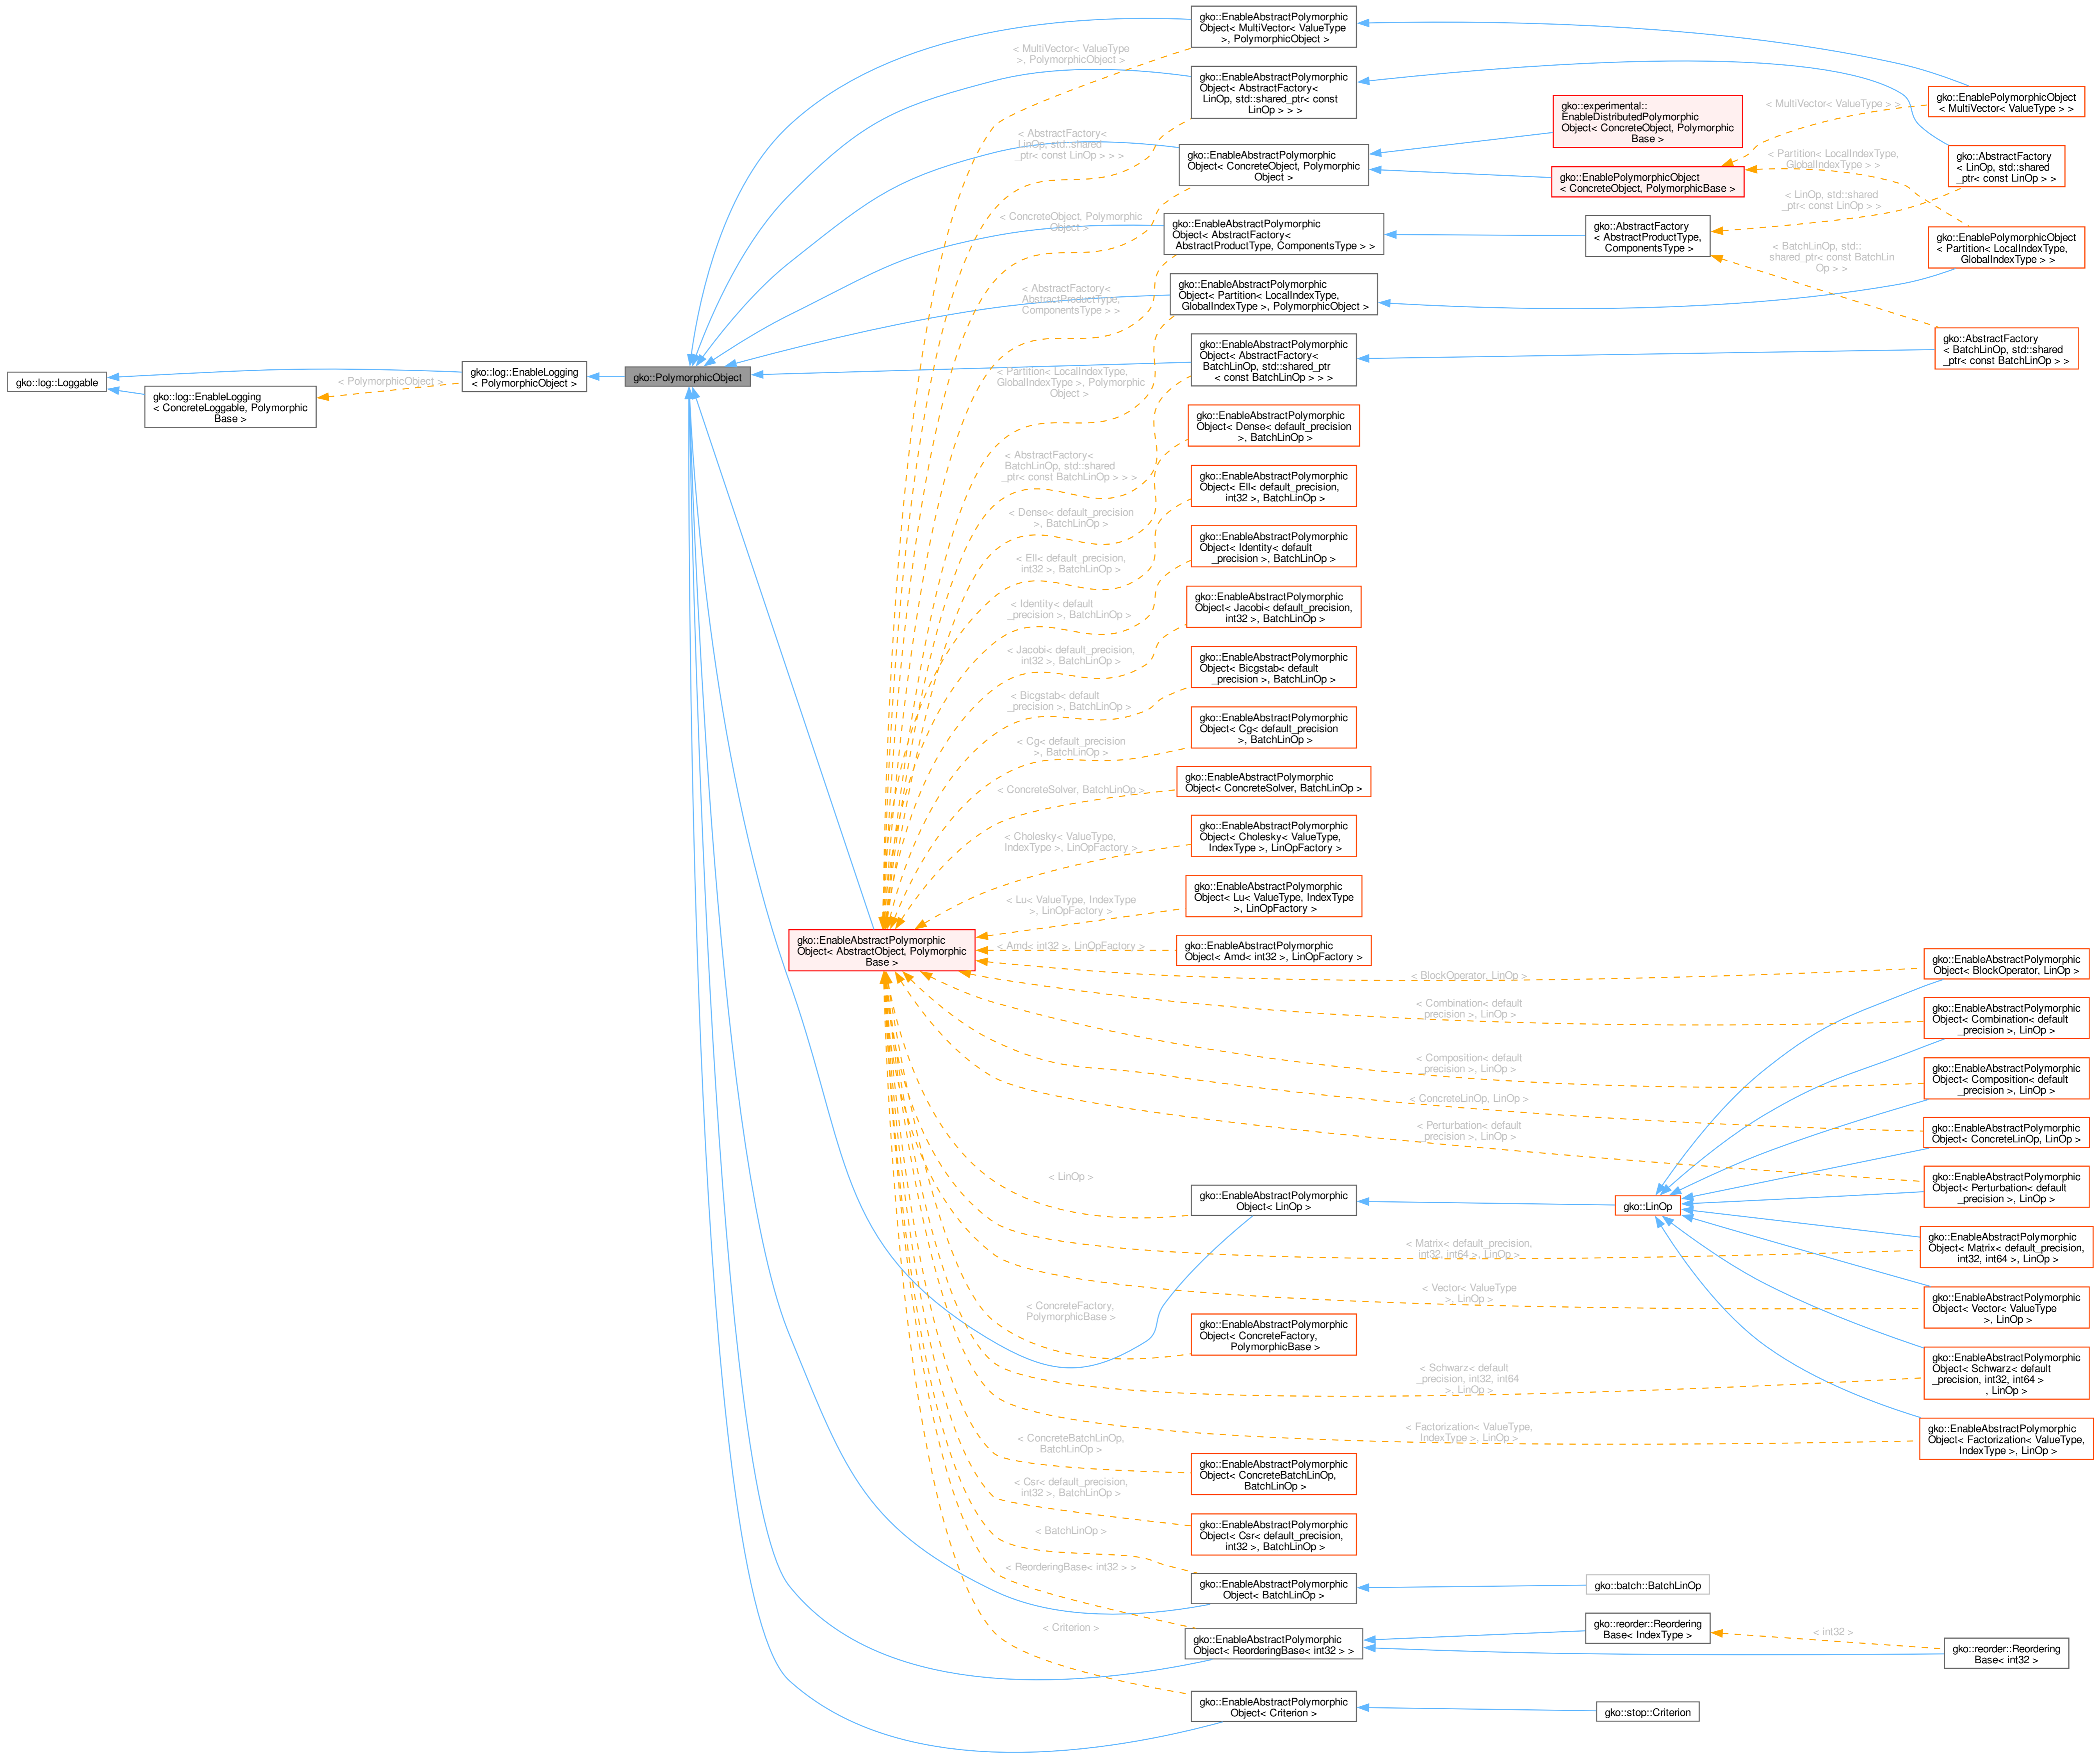 gko::log::Loggable
gko::log::EnableLogging
< ConcreteLoggable, Polymorphic
Base >
< PolymorphicObject >
gko::log::EnableLogging
< PolymorphicObject >
gko::PolymorphicObject
gko::EnableAbstractPolymorphic
Object< AbstractObject, Polymorphic
Base >
< MultiVector< ValueType
>, PolymorphicObject >
< AbstractFactory<
LinOp, std::shared
_ptr< const LinOp > > >
< ConcreteObject, Polymorphic
Object >
< AbstractFactory<
AbstractProductType,
ComponentsType > >
< Partition< LocalIndexType,
GlobalIndexType >, Polymorphic
Object >
< AbstractFactory<
BatchLinOp, std::shared
_ptr< const BatchLinOp > > >
< Dense< default_precision
>, BatchLinOp >
< Ell< default_precision,
int32 >, BatchLinOp >
< Identity< default
_precision >, BatchLinOp >
< Jacobi< default_precision,
int32 >, BatchLinOp >
< Bicgstab< default
_precision >, BatchLinOp >
< Cg< default_precision
>, BatchLinOp >
< ConcreteSolver, BatchLinOp >
< Cholesky< ValueType,
IndexType >, LinOpFactory >
< Lu< ValueType, IndexType
>, LinOpFactory >
< Amd< int32 >, LinOpFactory >
< LinOp >
< ConcreteFactory,
PolymorphicBase >
< ConcreteBatchLinOp,
BatchLinOp >
< Csr< default_precision,
int32 >, BatchLinOp >
< BatchLinOp >
< ReorderingBase< int32 > >
< Criterion >
gko::EnableAbstractPolymorphic
Object< MultiVector< ValueType
>, PolymorphicObject >
gko::EnableAbstractPolymorphic
Object< AbstractFactory<
LinOp, std::shared_ptr< const
LinOp > > >
gko::EnableAbstractPolymorphic
Object< ConcreteObject, Polymorphic
Object >
gko::EnableAbstractPolymorphic
Object< AbstractFactory<
AbstractProductType, ComponentsType > >
gko::EnableAbstractPolymorphic
Object< Partition< LocalIndexType,
GlobalIndexType >, PolymorphicObject >
gko::EnableAbstractPolymorphic
Object< AbstractFactory<
BatchLinOp, std::shared_ptr
< const BatchLinOp > > >
gko::EnableAbstractPolymorphic
Object< Dense< default_precision
>, BatchLinOp >
gko::EnableAbstractPolymorphic
Object< Ell< default_precision,
int32 >, BatchLinOp >
gko::EnableAbstractPolymorphic
Object< Identity< default
_precision >, BatchLinOp >
gko::EnableAbstractPolymorphic
Object< Jacobi< default_precision,
int32 >, BatchLinOp >
gko::EnableAbstractPolymorphic
Object< Bicgstab< default
_precision >, BatchLinOp >
gko::EnableAbstractPolymorphic
Object< Cg< default_precision
>, BatchLinOp >
gko::EnableAbstractPolymorphic
Object< ConcreteSolver, BatchLinOp >
gko::EnableAbstractPolymorphic
Object< Cholesky< ValueType,
IndexType >, LinOpFactory >
gko::EnableAbstractPolymorphic
Object< Lu< ValueType, IndexType
>, LinOpFactory >
gko::EnableAbstractPolymorphic
Object< Amd< int32 >, LinOpFactory >
gko::EnableAbstractPolymorphic
Object< LinOp >
gko::EnableAbstractPolymorphic
Object< ConcreteFactory,
PolymorphicBase >
gko::EnableAbstractPolymorphic
Object< ConcreteBatchLinOp,
BatchLinOp >
gko::EnableAbstractPolymorphic
Object< Csr< default_precision,
int32 >, BatchLinOp >
gko::EnableAbstractPolymorphic
Object< BatchLinOp >
gko::EnableAbstractPolymorphic
Object< ReorderingBase< int32 > >
gko::EnableAbstractPolymorphic
Object< Criterion >
< BlockOperator, LinOp >
< Combination< default
_precision >, LinOp >
< Composition< default
_precision >, LinOp >
< ConcreteLinOp, LinOp >
< Perturbation< default
_precision >, LinOp >
< Matrix< default_precision,
int32, int64 >, LinOp >
< Vector< ValueType
>, LinOp >
< Schwarz< default
_precision, int32, int64
>, LinOp >
< Factorization< ValueType,
IndexType >, LinOp >
gko::experimental::
EnableDistributedPolymorphic
Object< ConcreteObject, Polymorphic
Base >
gko::EnablePolymorphicObject
< ConcreteObject, PolymorphicBase >
gko::AbstractFactory
< AbstractProductType,
ComponentsType >
gko::LinOp
gko::batch::BatchLinOp
gko::reorder::Reordering
Base< IndexType >
gko::stop::Criterion
< MultiVector< ValueType > >
< Partition< LocalIndexType,
GlobalIndexType > >
< LinOp, std::shared
_ptr< const LinOp > >
< BatchLinOp, std::
shared_ptr< const BatchLin
Op > >
< int32 >
gko::EnablePolymorphicObject
< MultiVector< ValueType > >
gko::AbstractFactory
< LinOp, std::shared
_ptr< const LinOp > >
gko::EnablePolymorphicObject
< Partition< LocalIndexType,
GlobalIndexType > >
gko::AbstractFactory
< BatchLinOp, std::shared
_ptr< const BatchLinOp > >
gko::EnableAbstractPolymorphic
Object< BlockOperator, LinOp >
gko::EnableAbstractPolymorphic
Object< Combination< default
_precision >, LinOp >
gko::EnableAbstractPolymorphic
Object< Composition< default
_precision >, LinOp >
gko::EnableAbstractPolymorphic
Object< ConcreteLinOp, LinOp >
gko::EnableAbstractPolymorphic
Object< Perturbation< default
_precision >, LinOp >
gko::EnableAbstractPolymorphic
Object< Matrix< default_precision,
int32, int64 >, LinOp >
gko::EnableAbstractPolymorphic
Object< Vector< ValueType
>, LinOp >
gko::EnableAbstractPolymorphic
Object< Schwarz< default
_precision, int32, int64 >
, LinOp >
gko::EnableAbstractPolymorphic
Object< Factorization< ValueType,
IndexType >, LinOp >
gko::reorder::Reordering
Base< int32 >